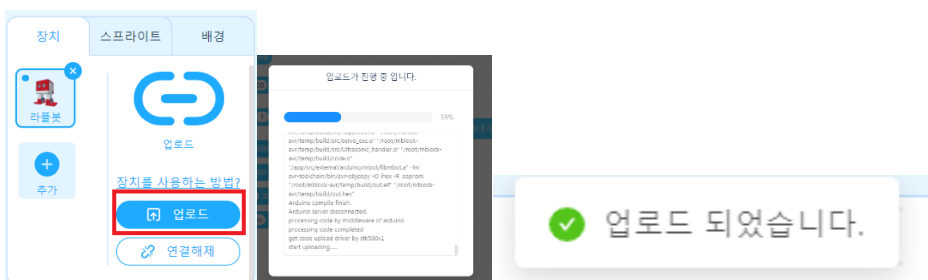 장치
스프라이트
배경
라플봇
추가
업로드
장치를 사용하는 방법?
업로드
연결해제
업로드가 진행 중 입니다.
39%
avr/temp/build/src/servo_soc.o" "/root/mblock-
avr/temp/build/src/Ultrasonic_handler.o" "/root/mblock-
avr/temp/build/code.o"
"/app/src/external/arduino/mbot/libmbot.a" -lm
avr-toolchain/bin/avr-objcopy -O ihex -R .eeprom
"/root/mblock-avr/temp/build/out.elf" "/root/mblock-
avr/temp/build/out.hex"
Arduino compile finish.
Arduino server disconnected.
processing code by middleware of arduino
processing code completed
get code upload driver by stk500v1
start uploading.....
업로드 되었습니다.